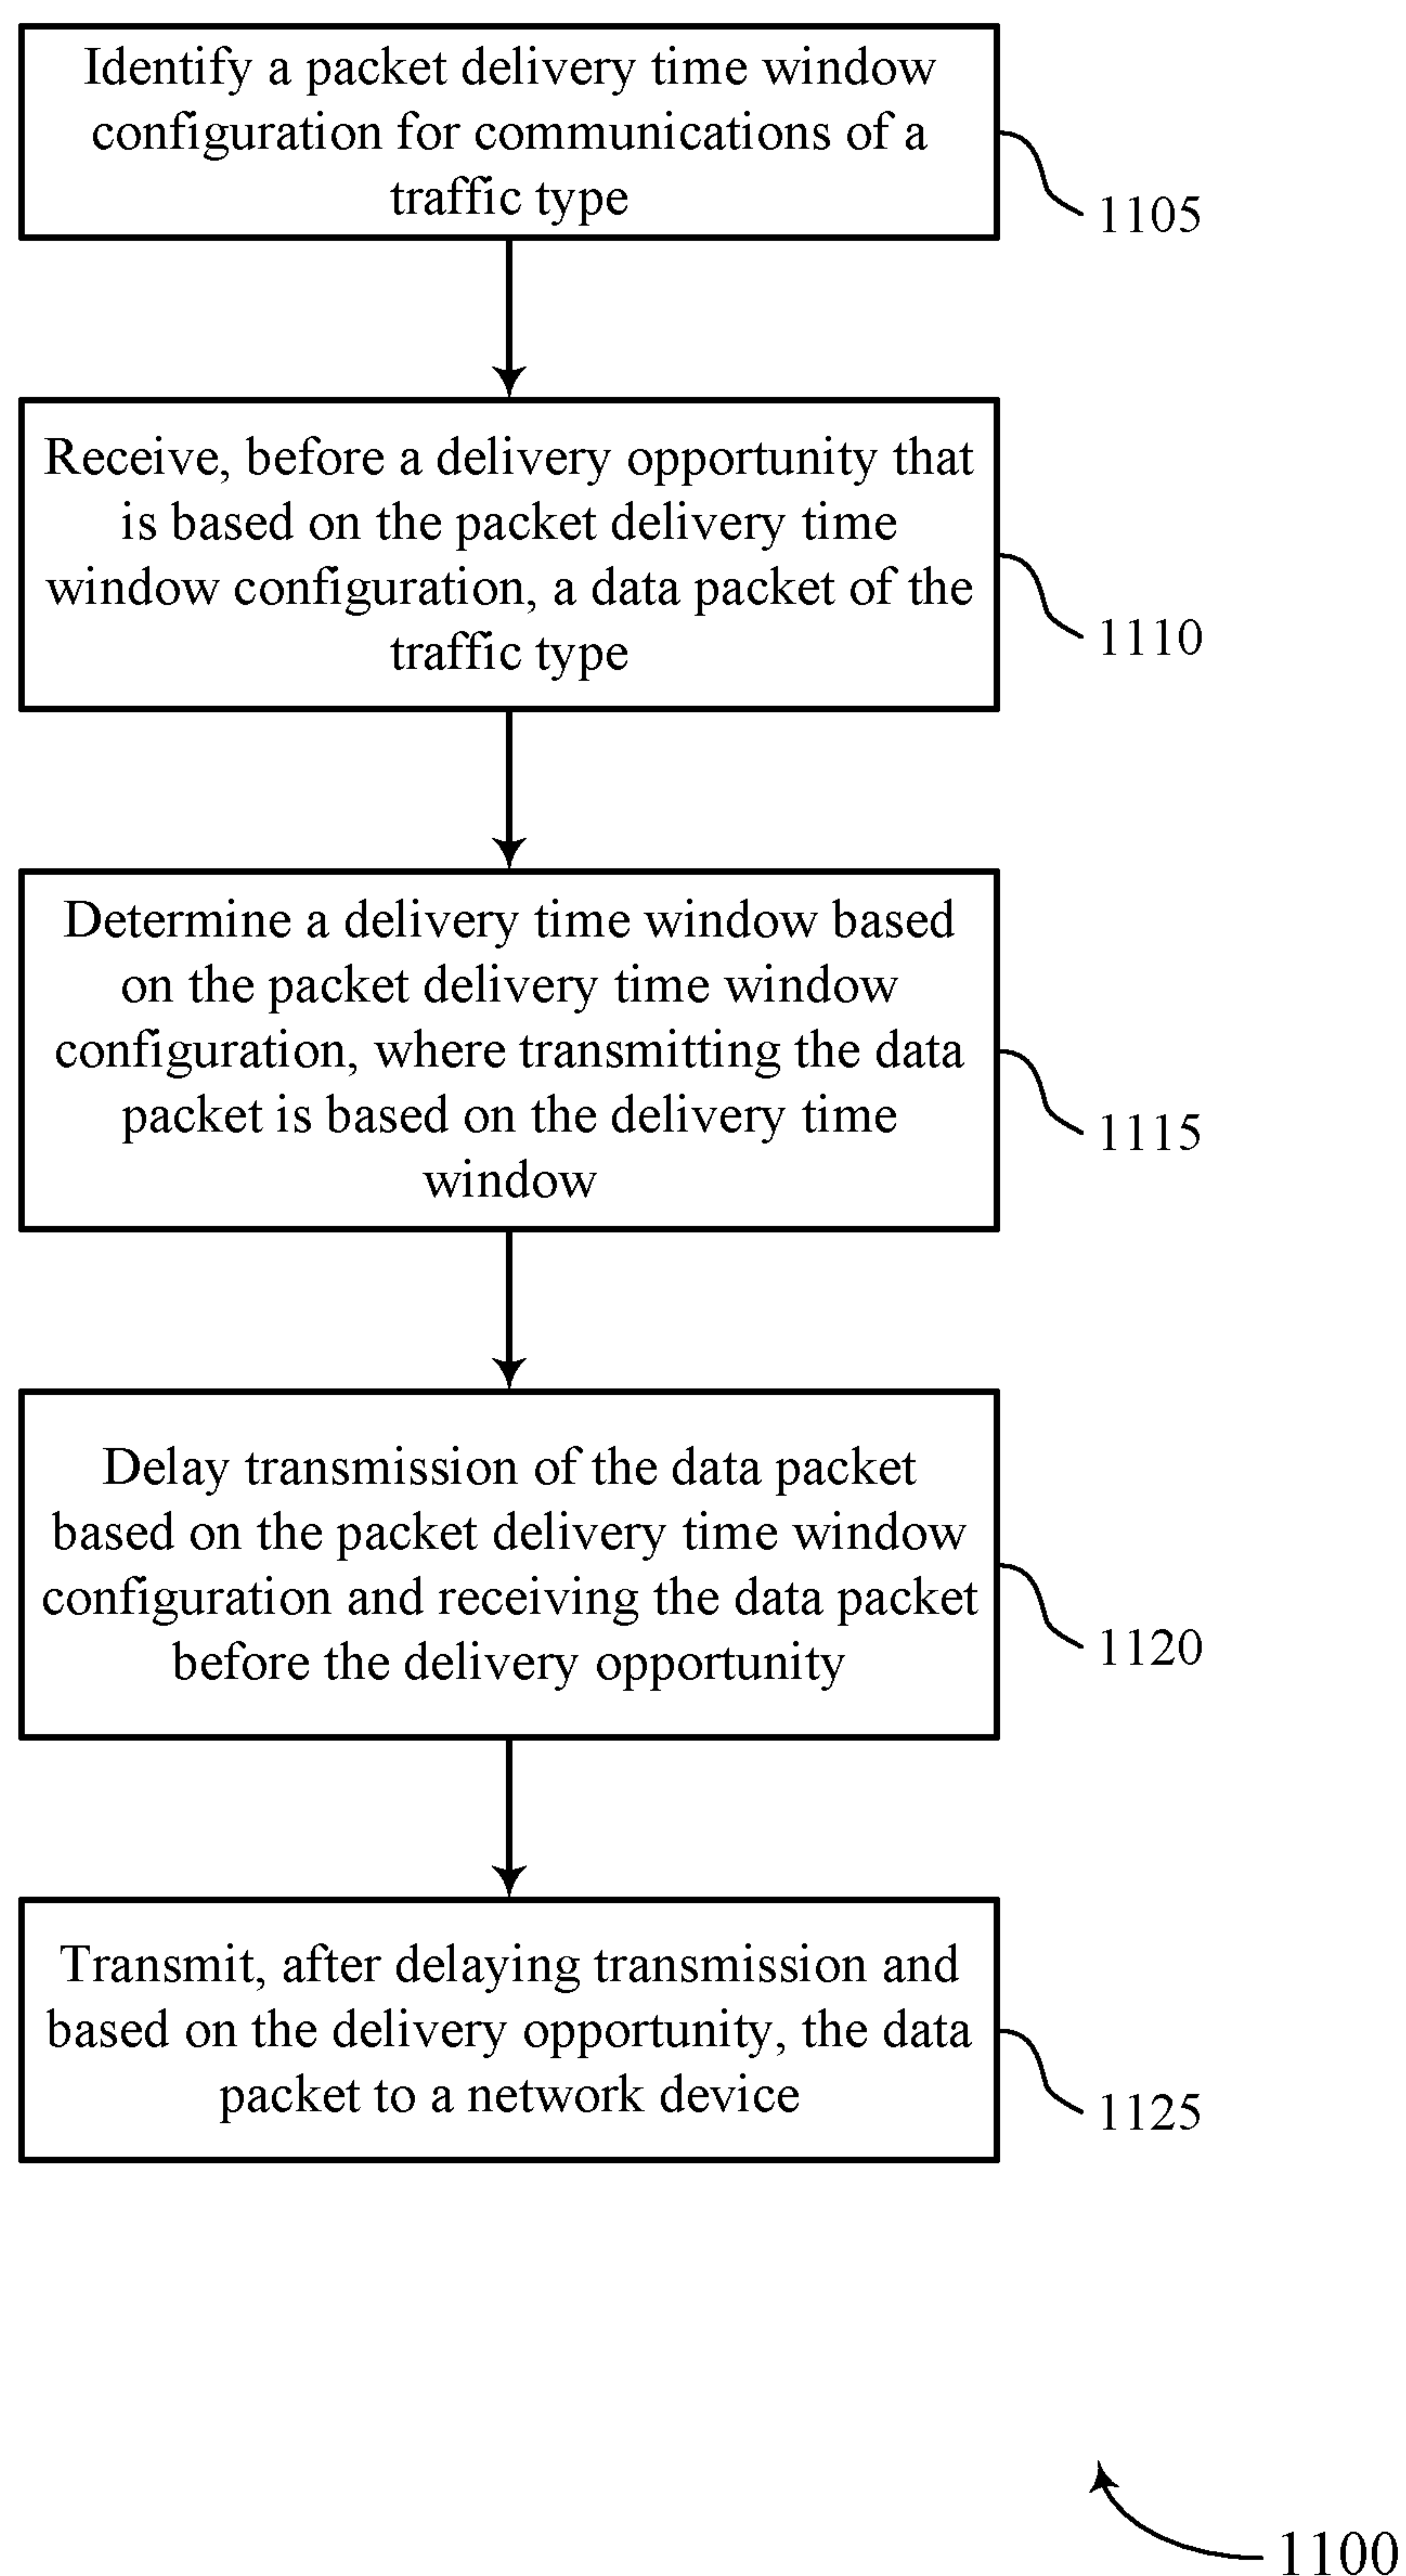 Identify a packet delivery time window
configuration for communications of a
traffic type
1105
Receive, before a delivery opportunity that
is based on the packet delivery time
window configuration, a data packet of the
traffic type
1110
Determine a delivery time window based
on the packet delivery time window
configuration, where transmitting the data
packet is based on the delivery time
window
1115
Delay transmission of the data packet
based on the packet delivery time window
configuration and receiving the data packet
before the delivery opportunity
1120
Transmit, after delaying transmission and
based on the delivery opportunity, the data
packet to a network device
1125
1100